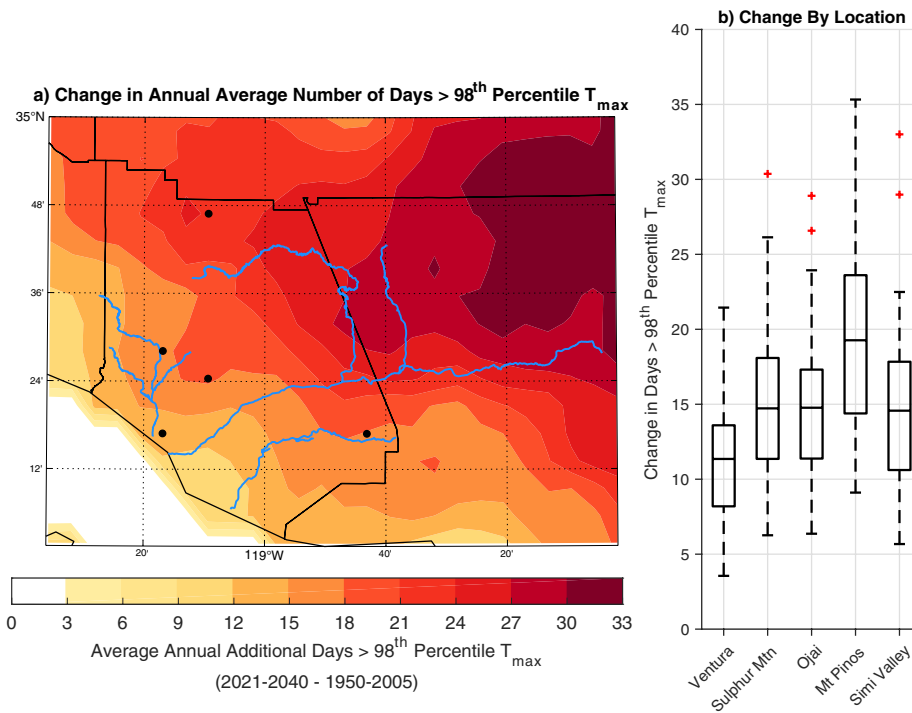 a) Change in Annual Average Number of Days > 98th Percentile Tmax
35°N
48'
36'
24'
12'
20'
119°W
40'
20'
0 3 6 9 12 15 18 21 24 27 30 33
Average Annual Additional Days > 98th Percentile Tmax
(2021-2040 - 1950-2005)
b) Change By Location
Change in Days > 98th Percentile Tmax
40
35
30
25
20
15
10
5
0
Ventura
Sulphur Mtn
Ojai
Mt Pinos
Simi Valley